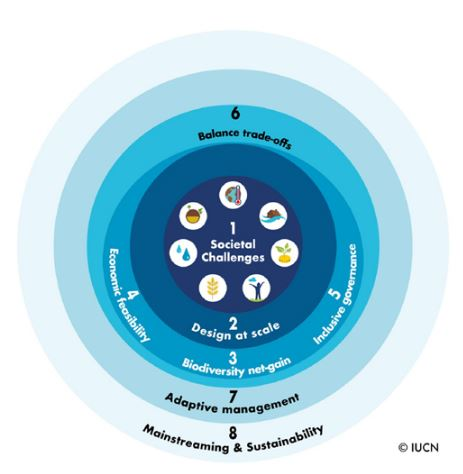 6
Balance trade-offs
1
Societal
Challenges
4
Economic feasibility
5
Inclusive governance
2
Design at scale
3
Biodiversity net-gain
7
Adaptive management
8
Mainstreaming & Sustainability
© IUCN